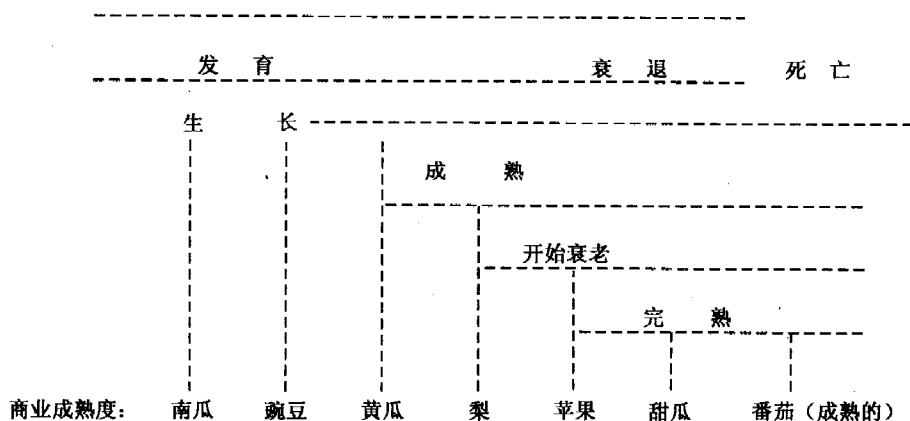 发育 衰退 死亡
生长
成熟
开始衰老
完熟
商业成熟度: 南瓜 豌豆 黄瓜 梨 苹果 甜瓜 番茄(成熟的)